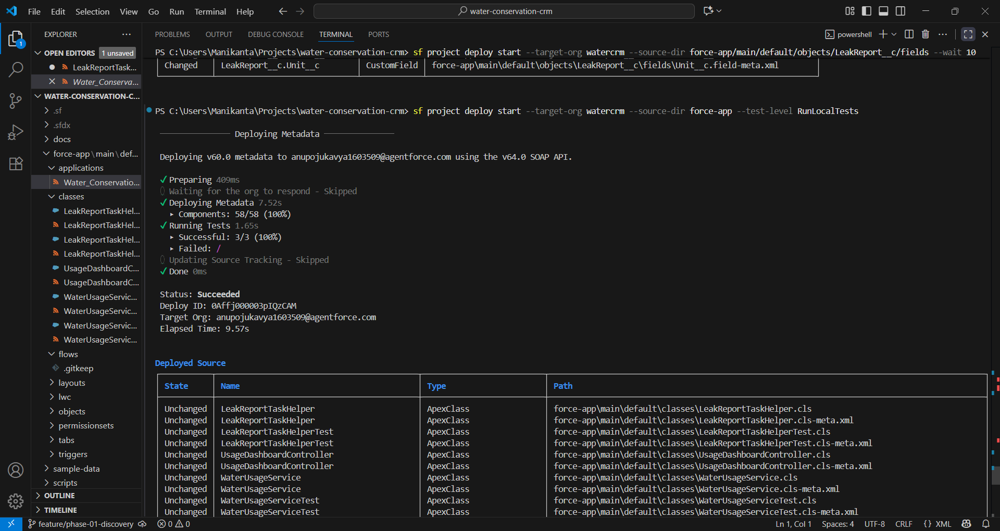 File Edit Selection View Go Run Terminal Help
water-conservation-crm
EXPLORER
OPEN EDITORS 1 unsaved
LeakReportTask...
Water_Conserva...
WATER-CONSERVATION-C...
.sf
.sfdx
docs
force-app\main\def...
applications
Water_Conservatio...
classes
LeakReportTaskHel...
LeakReportTaskHel...
LeakReportTaskHel...
LeakReportTaskHel...
UsageDashboardC...
UsageDashboardC...
WaterUsageServic...
WaterUsageServic...
WaterUsageServic...
WaterUsageServic...
flows
.gitkeep
layouts
lwc
objects
permissionsets
tabs
triggers
sample-data
scripts
OUTLINE
TIMELINE
1
PROBLEMS OUTPUT DEBUG CONSOLE TERMINAL PORTS
powershell
PS C:\Users\Manikanta\Projects\water-conservation-crm> sf project deploy start --target-org watercrm --source-dir force-app/main/default/objects/LeakReport__c/fields --wait 10
Changed LeakReport__c.Unit__c CustomField force-app\main\default\objects\LeakReport__c\fields\Unit__c.field-meta.xml
PS C:\Users\Manikanta\Projects\water-conservation-crm> sf project deploy start --target-org watercrm --source-dir force-app --test-level RunLocalTests
Deploying Metadata
Deploying v60.0 metadata to anupojukavya1603509@agentforce.com using the v64.0 SOAP API.
✓ Preparing 409ms
Waiting for the org to respond - Skipped
✓ Deploying Metadata 7.52s
▸ Components: 58/58 (100%)
✓ Running Tests 1.65s
▸ Successful: 3/3 (100%)
▸ Failed: /
Updating Source Tracking - Skipped
✓ Done 0ms
Status: Succeeded
Deploy ID: 0Affj000003pIQzCAM
Target Org: anupojukavya1603509@agentforce.com
Elapsed Time: 9.57s
Deployed Source
State Name Type Path
Unchanged LeakReportTaskHelper ApexClass force-app\main\default\classes\LeakReportTaskHelper.cls
Unchanged LeakReportTaskHelper ApexClass force-app\main\default\classes\LeakReportTaskHelper.cls-meta.xml
Unchanged LeakReportTaskHelperTest ApexClass force-app\main\default\classes\LeakReportTaskHelperTest.cls
Unchanged LeakReportTaskHelperTest ApexClass force-app\main\default\classes\LeakReportTaskHelperTest.cls-meta.xml
Unchanged UsageDashboardController ApexClass force-app\main\default\classes\UsageDashboardController.cls
Unchanged UsageDashboardController ApexClass force-app\main\default\classes\UsageDashboardController.cls-meta.xml
Unchanged WaterUsageService ApexClass force-app\main\default\classes\WaterUsageService.cls
Unchanged WaterUsageService ApexClass force-app\main\default\classes\WaterUsageService.cls-meta.xml
Unchanged WaterUsageServiceTest ApexClass force-app\main\default\classes\WaterUsageServiceTest.cls
Unchanged WaterUsageServiceTest ApexClass force-app\main\default\classes\WaterUsageServiceTest.cls-meta.xml
feature/phase-01-discovery 0 0 Ln 1, Col 1 Spaces: 4 UTF-8 CRLF {} XML